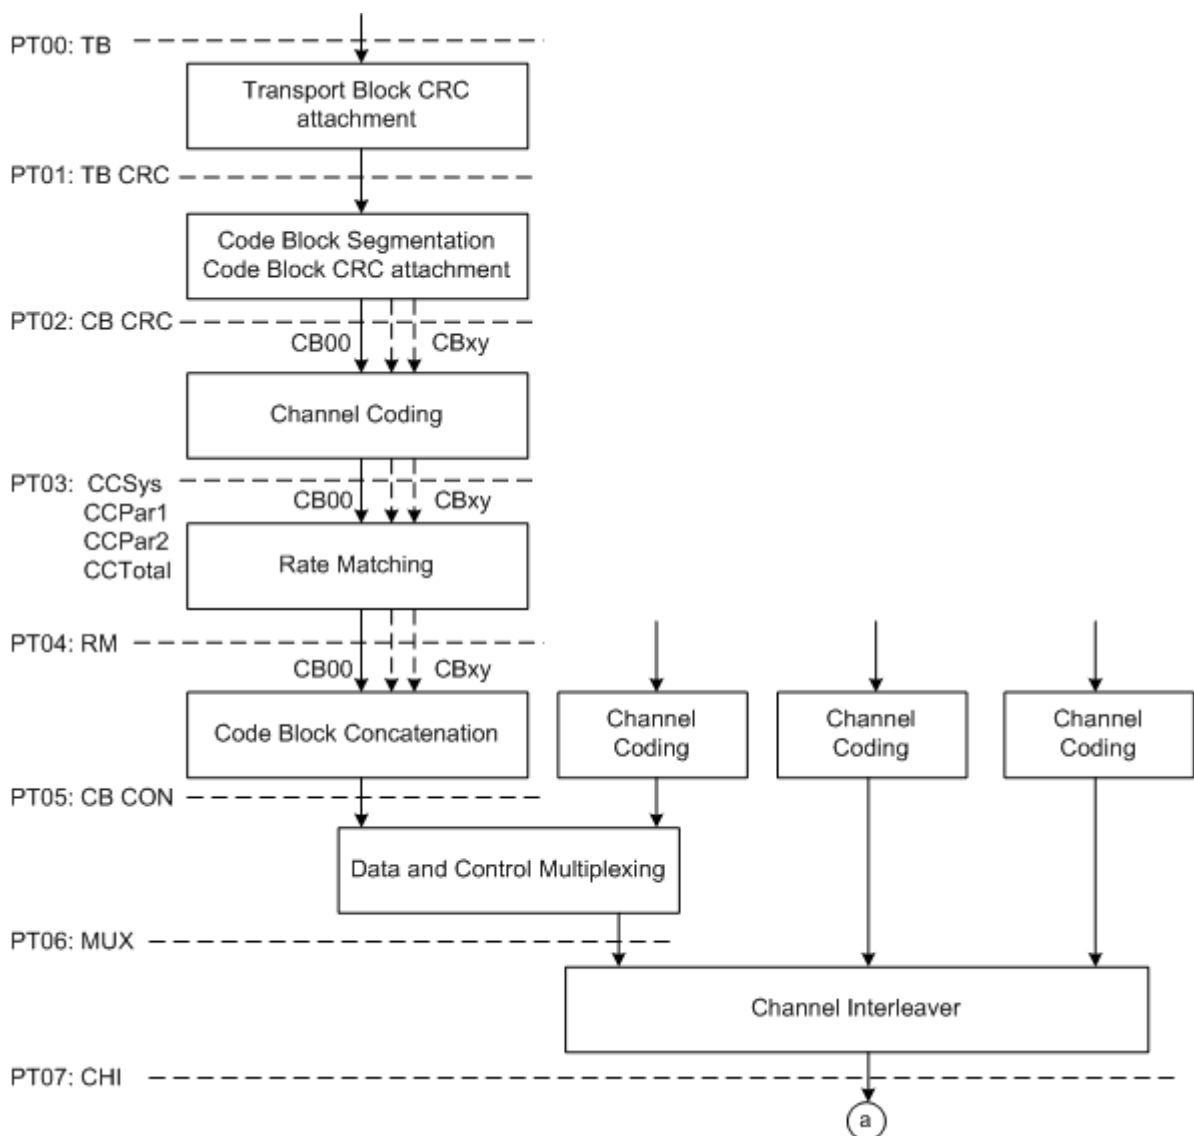 PT00: TB
Transport Block CRC
attachment
PT01: TB CRC
Code Block Segmentation
Code Block CRC attachment
PT02: CB CRC
CB00
CBxy
Channel Coding
PT03: CCSys
CCPar1
CCPar2
CCTotal
CB00
CBxy
Rate Matching
PT04: RM
CB00
CBxy
Code Block Concatenation
Channel
Coding
Channel
Coding
Channel
Coding
PT05: CB CON
Data and Control Multiplexing
PT06: MUX
Channel Interleaver
PT07: CHI
a